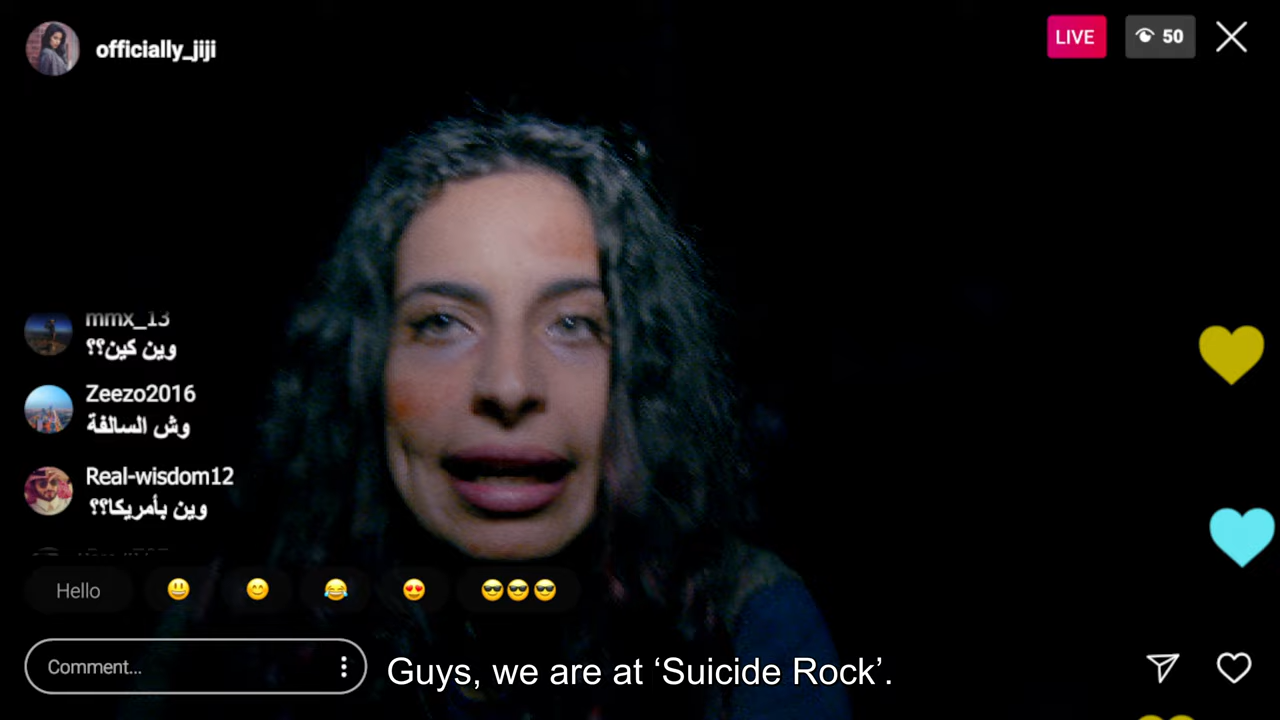 officially_jiji
LIVE
50
mmx_13
وين كين؟؟
Zeezo2016
وش السالفة
Real-wisdom12
وين بأمريكا؟؟
Hello
Comment...
Guys, we are at ‘Suicide Rock’.